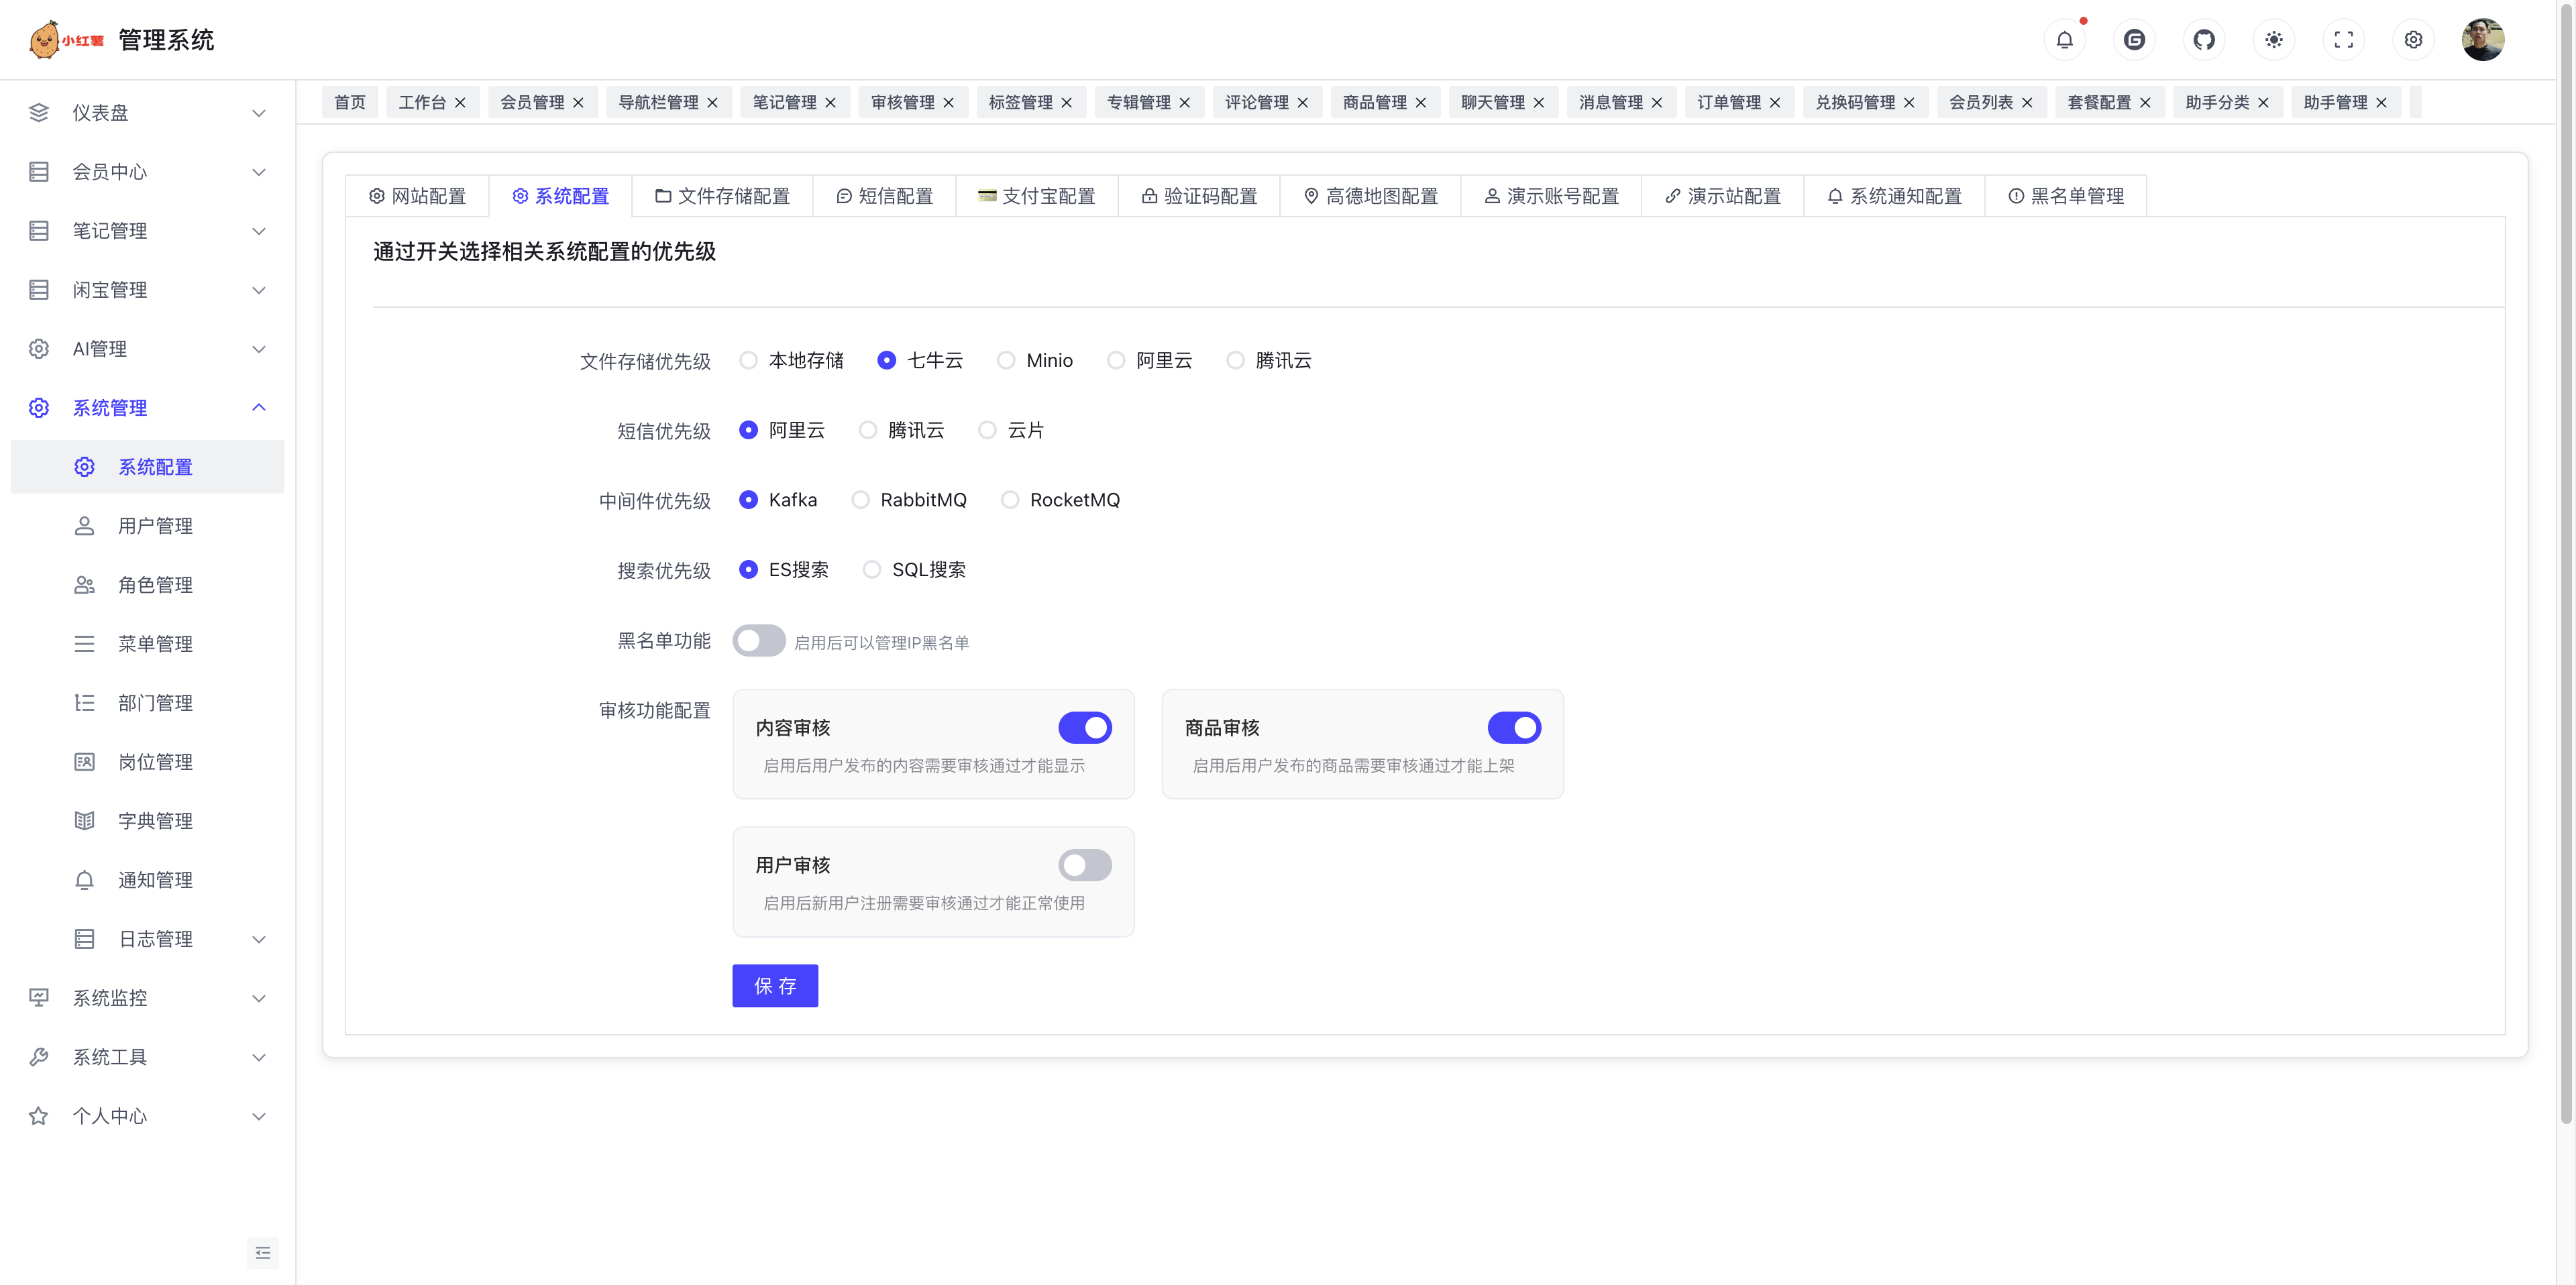 小红薯 管理系统
首页 工作台 会员管理 导航栏管理 笔记管理 审核管理 标签管理 专辑管理 评论管理 商品管理 聊天管理 消息管理 订单管理 兑换码管理 会员列表 套餐配置 助手分类 助手管理
仪表盘
会员中心
笔记管理
闲宝管理
AI管理
系统管理
系统配置
用户管理
角色管理
菜单管理
部门管理
岗位管理
字典管理
通知管理
日志管理
系统监控
系统工具
个人中心
网站配置 系统配置 文件存储配置 短信配置 支付宝配置 验证码配置 高德地图配置 演示账号配置 演示站配置 系统通知配置 黑名单管理
通过开关选择相关系统配置的优先级
文件存储优先级 本地存储 七牛云 Minio 阿里云 腾讯云
短信优先级 阿里云 腾讯云 云片
中间件优先级 Kafka RabbitMQ RocketMQ
搜索优先级 ES搜索 SQL搜索
黑名单功能 启用后可以管理IP黑名单
审核功能配置
内容审核
启用后用户发布的内容需要审核通过才能显示
商品审核
启用后用户发布的商品需要审核通过才能上架
用户审核
启用后新用户注册需要审核通过才能正常使用
保存